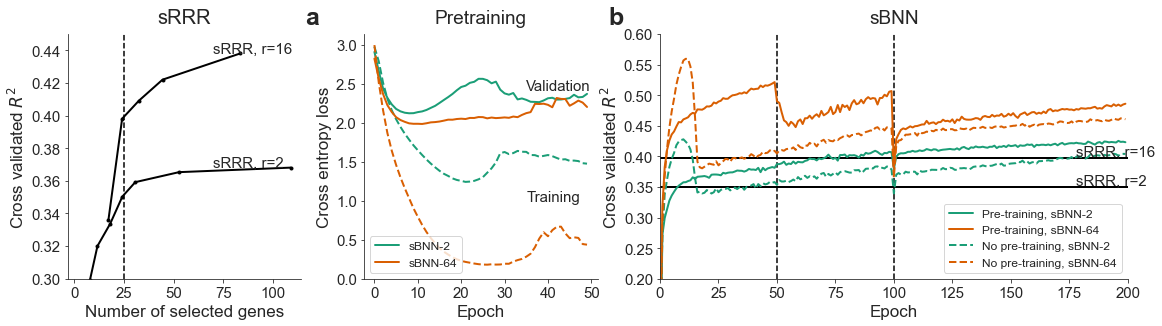 sRRR
Cross validated R²
0.44
0.42
0.40
0.38
0.36
0.34
0.32
0.30
sRRR, r=16
sRRR, r=2
0
25
50
75
100
Number of selected genes
a
Pretraining
Cross entropy loss
3.0
2.5
2.0
1.5
1.0
0.5
0.0
Validation
Training
sBNN-2
sBNN-64
0
10
20
30
40
50
Epoch
b
sBNN
Cross validated R²
0.60
0.55
0.50
0.45
0.40
0.35
0.30
0.25
0.20
sRRR, r=16
sRRR, r=2
Pre-training, sBNN-2
Pre-training, sBNN-64
No pre-training, sBNN-2
No pre-training, sBNN-64
0
25
50
75
100
125
150
175
200
Epoch